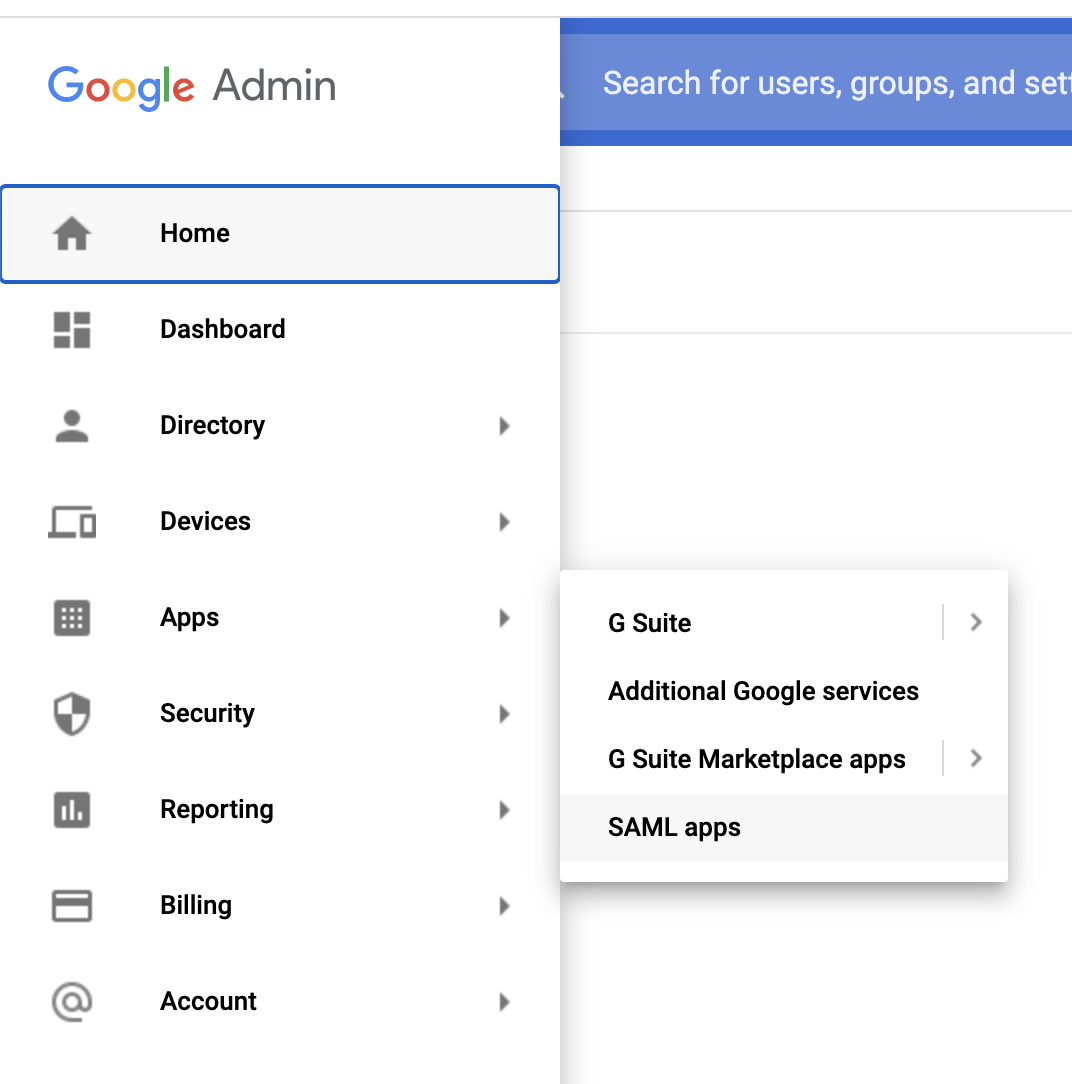 Google Admin
Search for users, groups, and sett
Home
Dashboard
Directory
Devices
Apps
G Suite
Additional Google services
G Suite Marketplace apps
SAML apps
Security
Reporting
Billing
Account